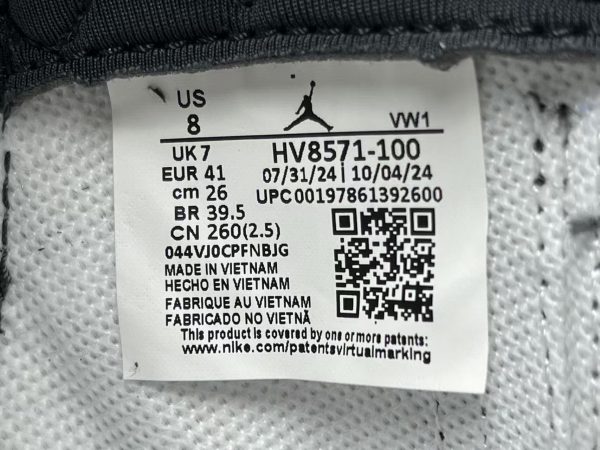 US
8
VW1
UK 7
HV8571-100
EUR 41
07/31/24 | 10/04/24
cm 26
UPC00197861392600
BR 39.5
CN 260(2.5)
044VJ0CPFNBJG
MADE IN VIETNAM
HECHO EN VIETNAM
FABRIQUE AU VIETNAM
FABRICADO NO VIETNÃ
This product is covered by one or more patents:
www.nike.com/patentsvirtualmarking